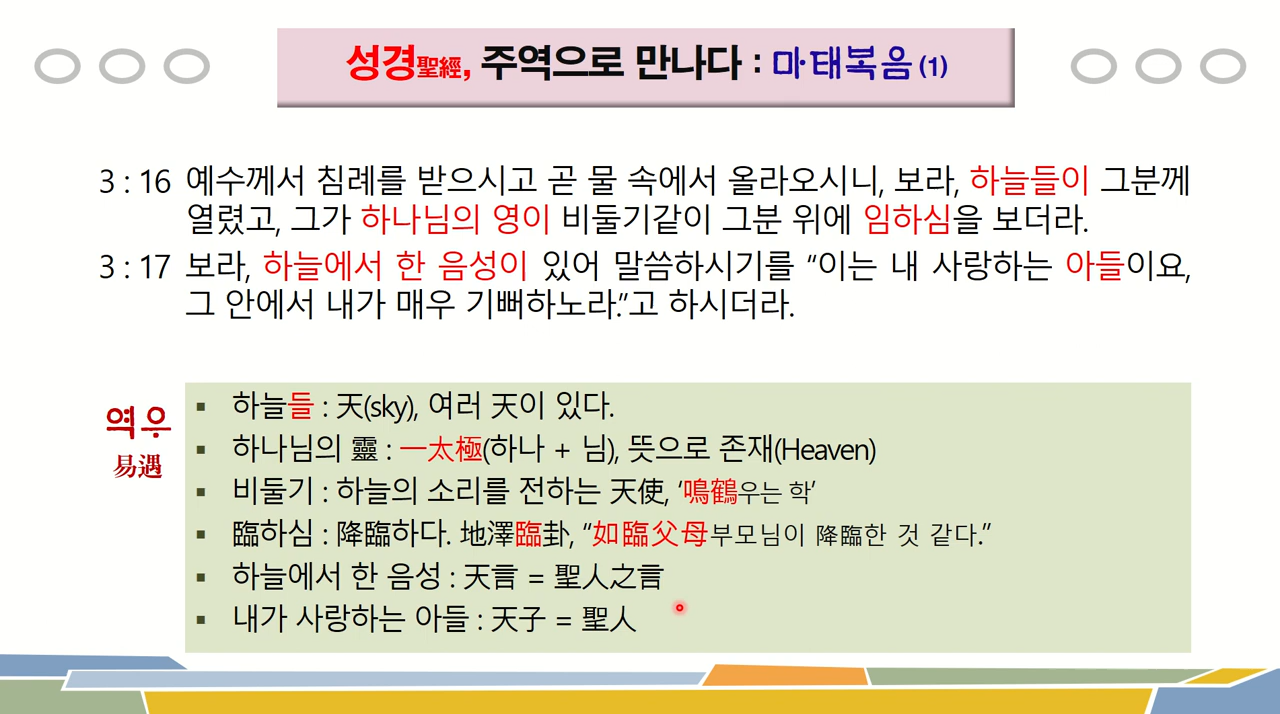 성경聖經, 주역으로 만나다 : 마태복음 (1)
3 : 16 예수께서 침례를 받으시고 곧 물 속에서 올라오시니, 보라, 하늘들이 그분께
열렸고, 그가 하나님의 영이 비둘기같이 그분 위에 임하심을 보더라.
3 : 17 보라, 하늘에서 한 음성이 있어 말씀하시기를 “이는 내 사랑하는 아들이요,
그 안에서 내가 매우 기뻐하노라.”고 하시더라.
역우
易遇
▪ 하늘들 : 天(sky), 여러 天이 있다.
▪ 하나님의 靈 : 一太極(하나 + 님), 뜻으로 존재(Heaven)
▪ 비둘기 : 하늘의 소리를 전하는 天使, ‘鳴鶴우는 학’
▪ 臨하심 : 降臨하다. 地澤臨卦, “如臨父母부모님이 降臨한 것 같다.”
▪ 하늘에서 한 음성 : 天言 = 聖人之言
▪ 내가 사랑하는 아들 : 天子 = 聖人